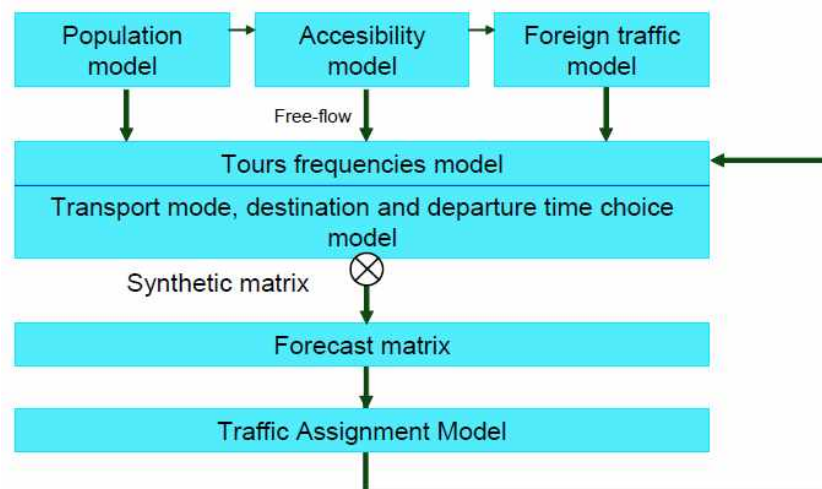 Population
model
Accesibility
model
Foreign traffic
model
Free-flow
Tours frequencies model
Transport mode, destination and departure time choice
model
Synthetic matrix
Forecast matrix
Traffic Assignment Model